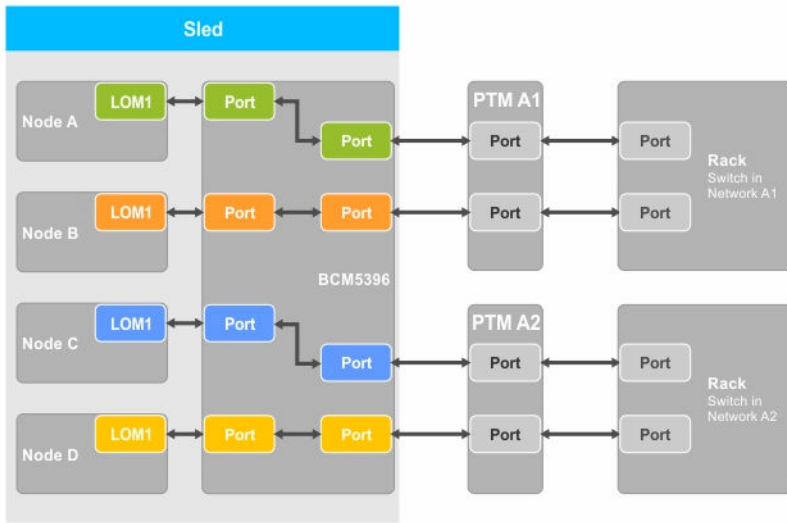 Sled
Node A
LOM1
Port
Port
PTM A1
Port
Port
Rack
Switch in
Network A1
Node B
LOM1
Port
Port
Port
Port
BCM5396
Node C
LOM1
Port
Port
PTM A2
Port
Port
Rack
Switch in
Network A2
Node D
LOM1
Port
Port
Port
Port